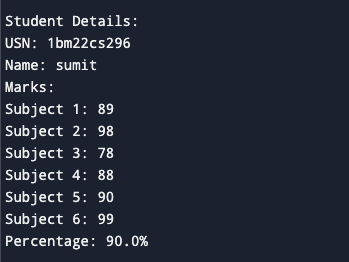 Student Details:
USN: 1bm22cs296
Name: sumit
Marks:
Subject 1: 89
Subject 2: 98
Subject 3: 78
Subject 4: 88
Subject 5: 90
Subject 6: 99
Percentage: 90.0%